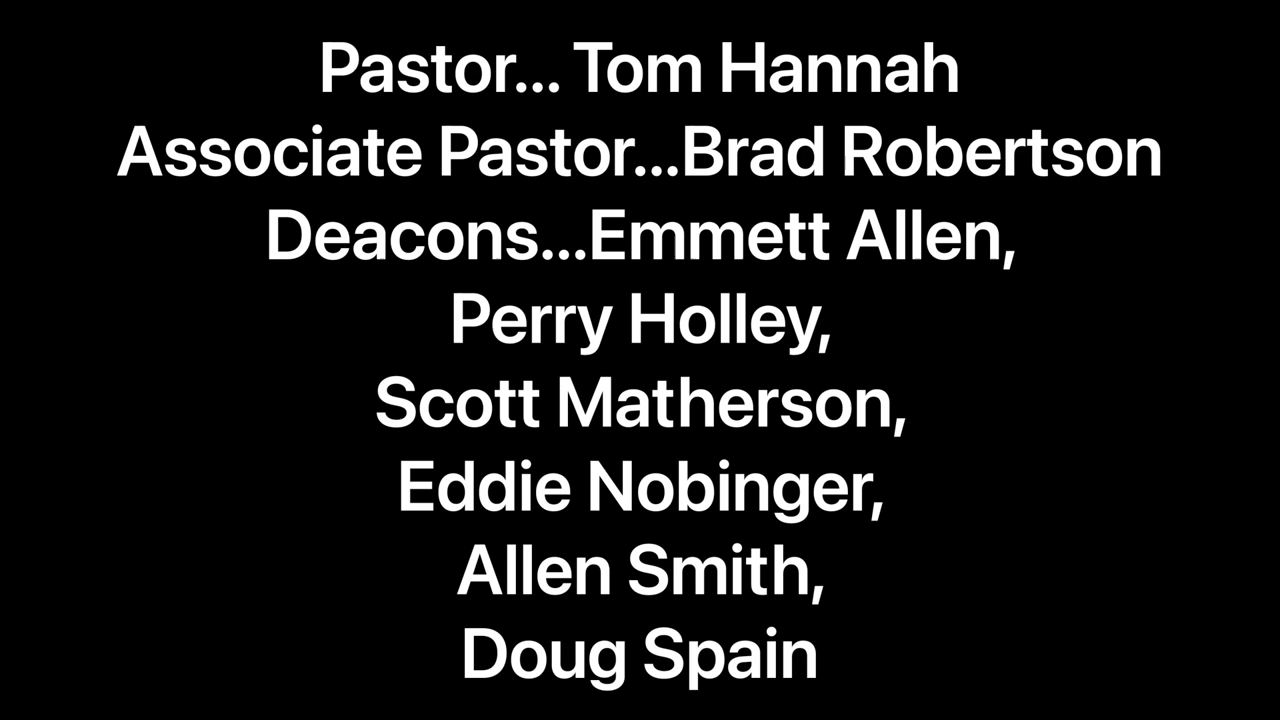 Pastor... Tom Hannah
Associate Pastor...Brad Robertson
Deacons...Emmett Allen,
Perry Holley,
Scott Matherson,
Eddie Nobinger,
Allen Smith,
Doug Spain